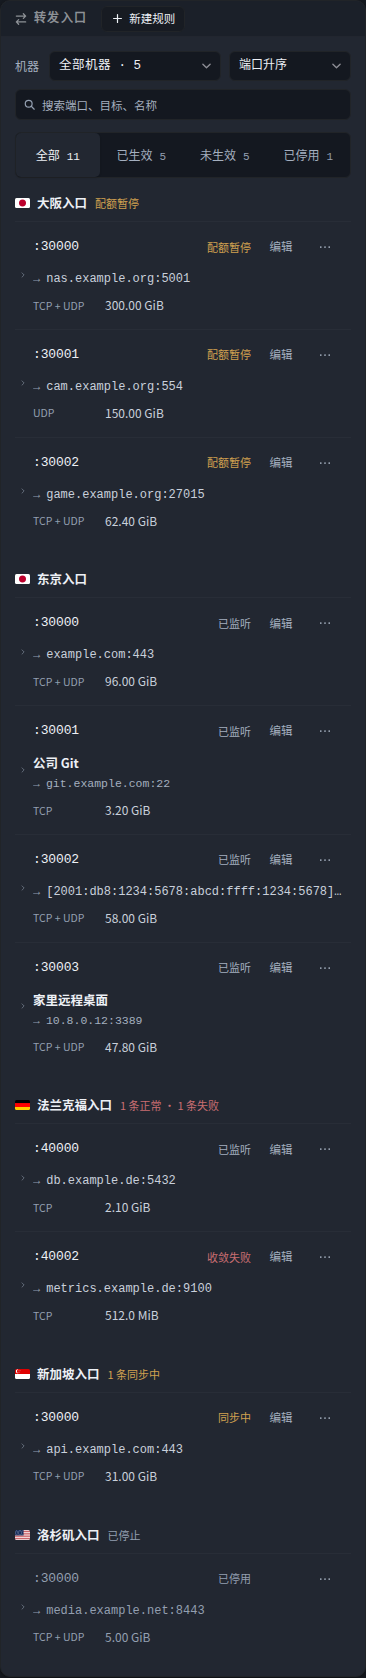 转发入口 + 新建规则
机器 全部机器 · 5 端口升序
搜索端口、目标、名称
全部 11 已生效 5 未生效 5 已停用 1
大阪入口 配额暂停
:30000 配额暂停 编辑 ···
→ nas.example.org:5001
TCP + UDP 300.00 GiB
:30001 配额暂停 编辑 ···
→ cam.example.org:554
UDP 150.00 GiB
:30002 配额暂停 编辑 ···
→ game.example.org:27015
TCP + UDP 62.40 GiB
东京入口
:30000 已监听 编辑 ···
→ example.com:443
TCP + UDP 96.00 GiB
:30001 已监听 编辑 ···
公司 Git
→ git.example.com:22
TCP 3.20 GiB
:30002 已监听 编辑 ···
→ [2001:db8:1234:5678:abcd:ffff:1234:5678]…
TCP + UDP 58.00 GiB
:30003 已监听 编辑 ···
家里远程桌面
→ 10.8.0.12:3389
TCP + UDP 47.80 GiB
法兰克福入口 1 条正常 · 1 条失败
:40000 已监听 编辑 ···
→ db.example.de:5432
TCP 2.10 GiB
:40002 收敛失败 编辑 ···
→ metrics.example.de:9100
TCP 512.0 MiB
新加坡入口 1 条同步中
:30000 同步中 编辑 ···
→ api.example.com:443
TCP + UDP 31.00 GiB
洛杉矶入口 已停止
:30000 已停用 ···
→ media.example.net:8443
TCP + UDP 5.00 GiB